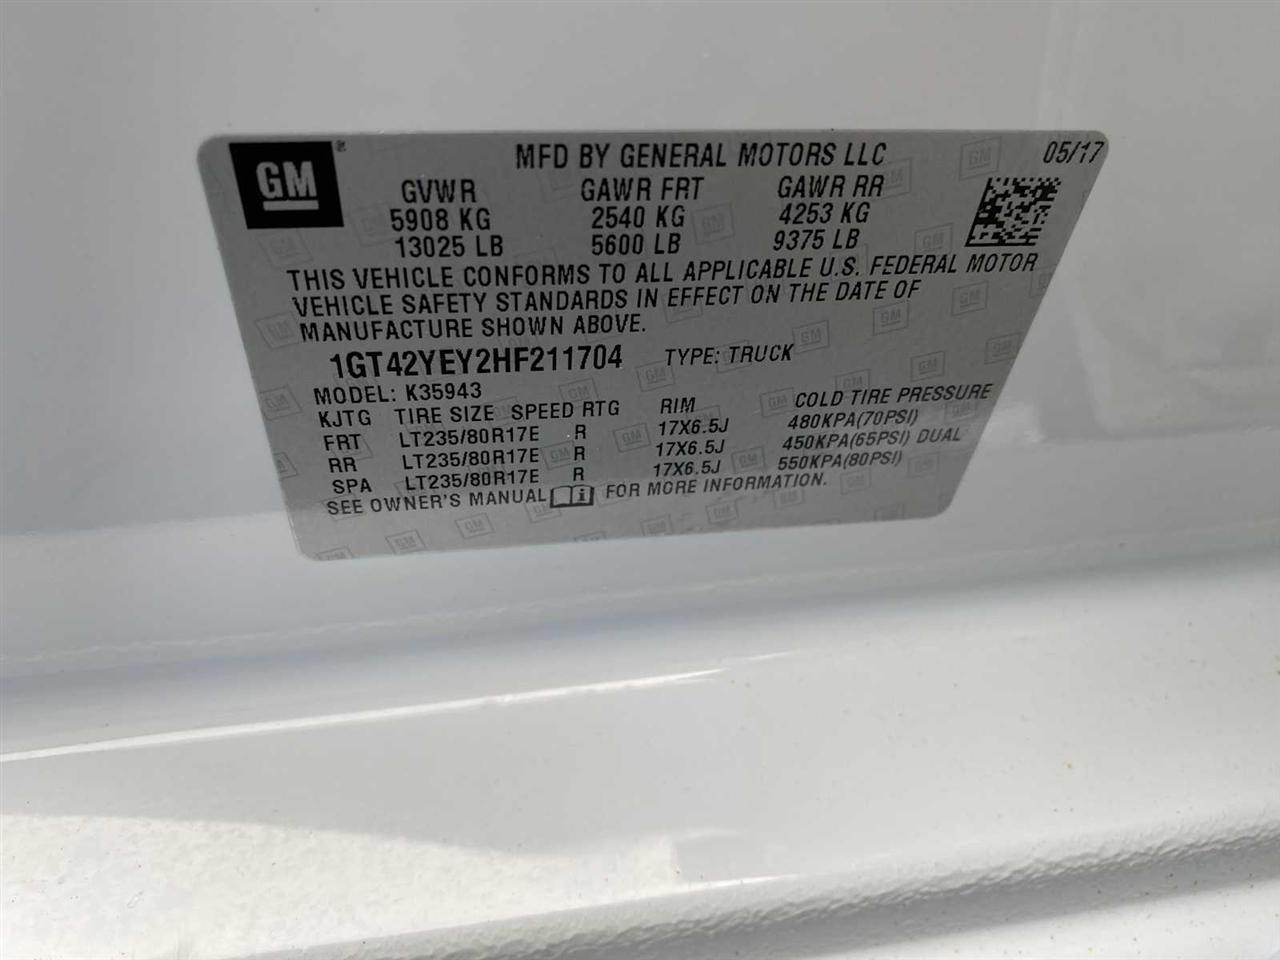 GM
MFD BY GENERAL MOTORS LLC 05/17
GVWR GAWR FRT GAWR RR
5908 KG 2540 KG 4253 KG
13025 LB 5600 LB 9375 LB
THIS VEHICLE CONFORMS TO ALL APPLICABLE U.S. FEDERAL MOTOR
VEHICLE SAFETY STANDARDS IN EFFECT ON THE DATE OF
MANUFACTURE SHOWN ABOVE.
1GT42YEY2HF211704 TYPE: TRUCK
MODEL: K35943
KJTG TIRE SIZE SPEED RTG RIM COLD TIRE PRESSURE
FRT LT235/80R17E R 17X6.5J 480KPA(70PSI)
RR LT235/80R17E R 17X6.5J 450KPA(65PSI) DUAL
SPA LT235/80R17E R 17X6.5J 550KPA(80PSI)
SEE OWNER'S MANUAL FOR MORE INFORMATION.